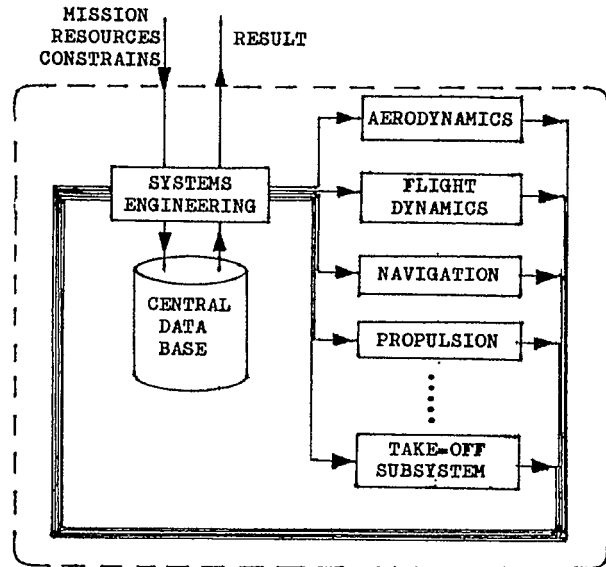 MISSION
RESOURCES
CONSTRAINS
RESULT
AERODYNAMICS
SYSTEMS
ENGINEERING
FLIGHT
DYNAMICS
NAVIGATION
CENTRAL
DATA
BASE
PROPULSION
TAKE=OFF
SUBSYSTEM